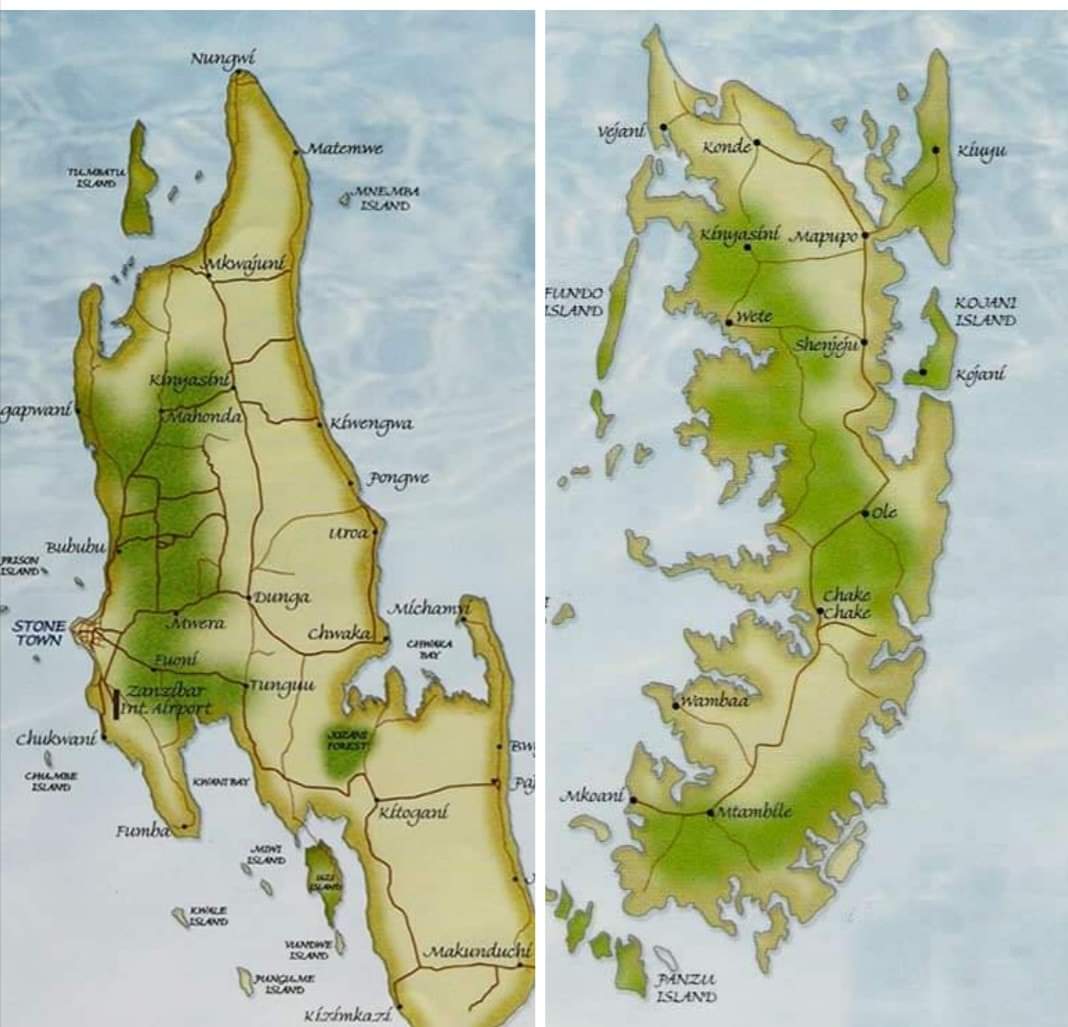 Nungwi
Matemwe
TUMBATU
ISLAND
MNEMBA
ISLAND
Mkwajuni
Kinyasini
gapwani
Mahonda
Kiwengwa
Pongwe
Uroa
Bububu
PRISON
ISLAND
Dunga
Michamvi
STONE
TOWN
Mwera
Chwaka
CHWAKA
BAY
Fuoni
Zanzibar
Int. Airport
Tunguu
Chukwani
JOZANI
FOREST
CHUMBE
ISLAND
KWANI BAY
Kitogani
Fumba
MIWI
ISLAND
UZI
ISLAND
KWALE
ISLAND
VUNDWE
ISLAND
Makunduchi
PUNGUME
ISLAND
Kizimkazi
Vejani
Konde
Kiuyu
Kinyasini
Mapupo
FUNDO
ISLAND
KOJANI
ISLAND
Wete
Shenjeju
Kojani
Ole
Chake
Chake
Wambaa
Mkoani
Mtambile
PANZU
ISLAND